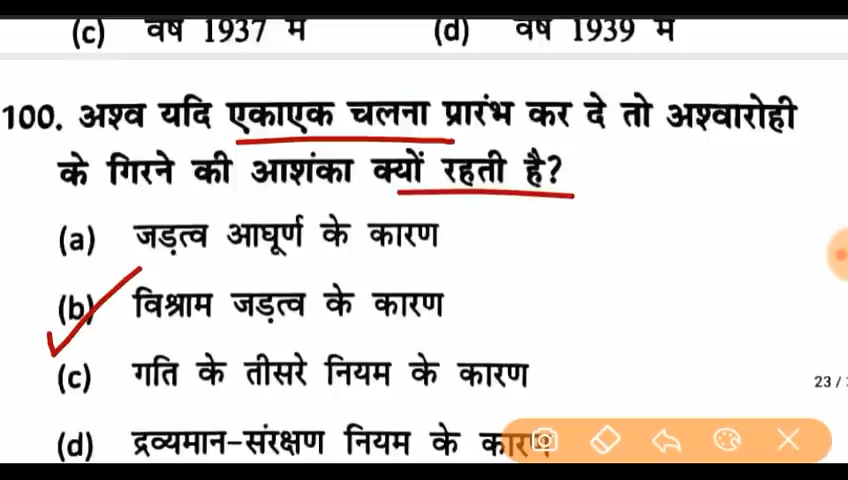 (c) वर्ष 1937 में (d) वर्ष 1939 में
100. अश्व यदि एकाएक चलना प्रारंभ कर दे तो अश्वारोही
के गिरने की आशंका क्यों रहती है?
(a) जड़त्व आघूर्ण के कारण
(b) विश्राम जड़त्व के कारण
(c) गति के तीसरे नियम के कारण
23 /
(d) द्रव्यमान-संरक्षण नियम के कारण